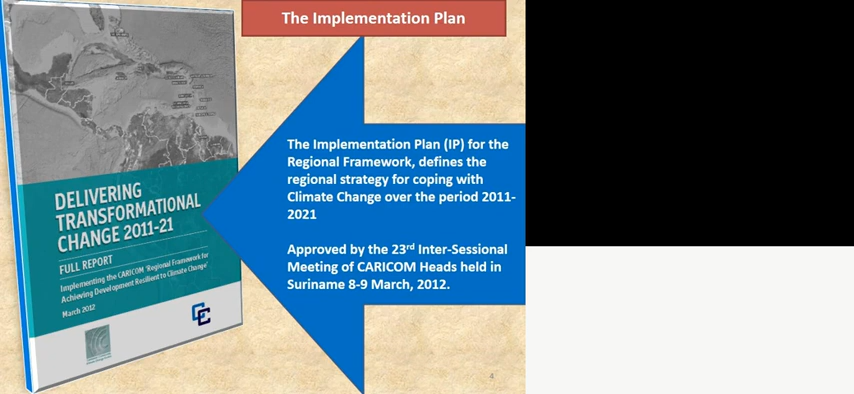 The Implementation Plan
DELIVERING
TRANSFORMATIONAL
CHANGE 2011-21
FULL REPORT
Implementing the CARICOM 'Regional Framework for
Achieving Development Resilient to Climate Change'
March 2012
The Implementation Plan (IP) for the
Regional Framework, defines the
regional strategy for coping with
Climate Change over the period 2011-
2021
Approved by the 23rd Inter-Sessional
Meeting of CARICOM Heads held in
Suriname 8-9 March, 2012.
4